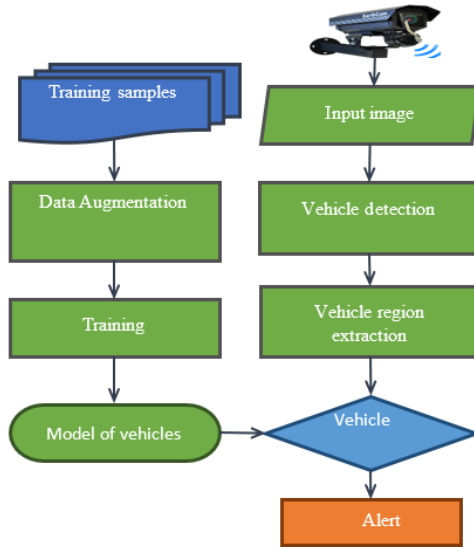 Training samples
Data Augmentation
Training
Model of vehicles
Input image
Vehicle detection
Vehicle region
extraction
Vehicle
Alert